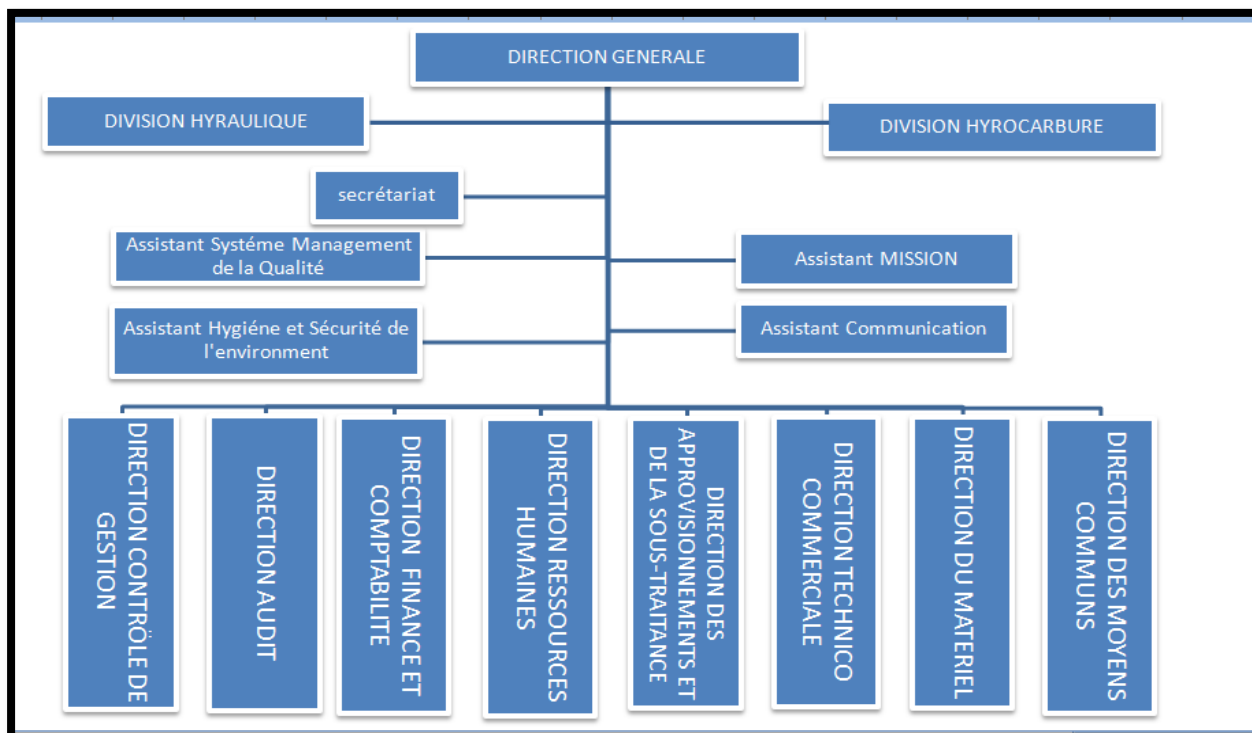 DIRECTION GENERALE
DIVISION HYRAULIQUE
DIVISION HYROCARBURE
secrétariat
Assistant Systéme Management
de la Qualité
Assistant MISSION
Assistant Hygiéne et Sécurité de
l'environment
Assistant Communication
DIRECTION CONTRÔLE DE
GESTION
DIRECTION AUDIT
DIRECTION FINANCE ET
COMPTABILITE
DIRECTION RESSOURCES
HUMAINES
DIRECTION DES
APPROVISIONNEMENTS ET
DE LA SOUS-TRAITANCE
DIRECTION TECHNICO
COMMERCIALE
DIRECTION DU MATERIEL
DIRECTION DES MOYENS
COMMUNS